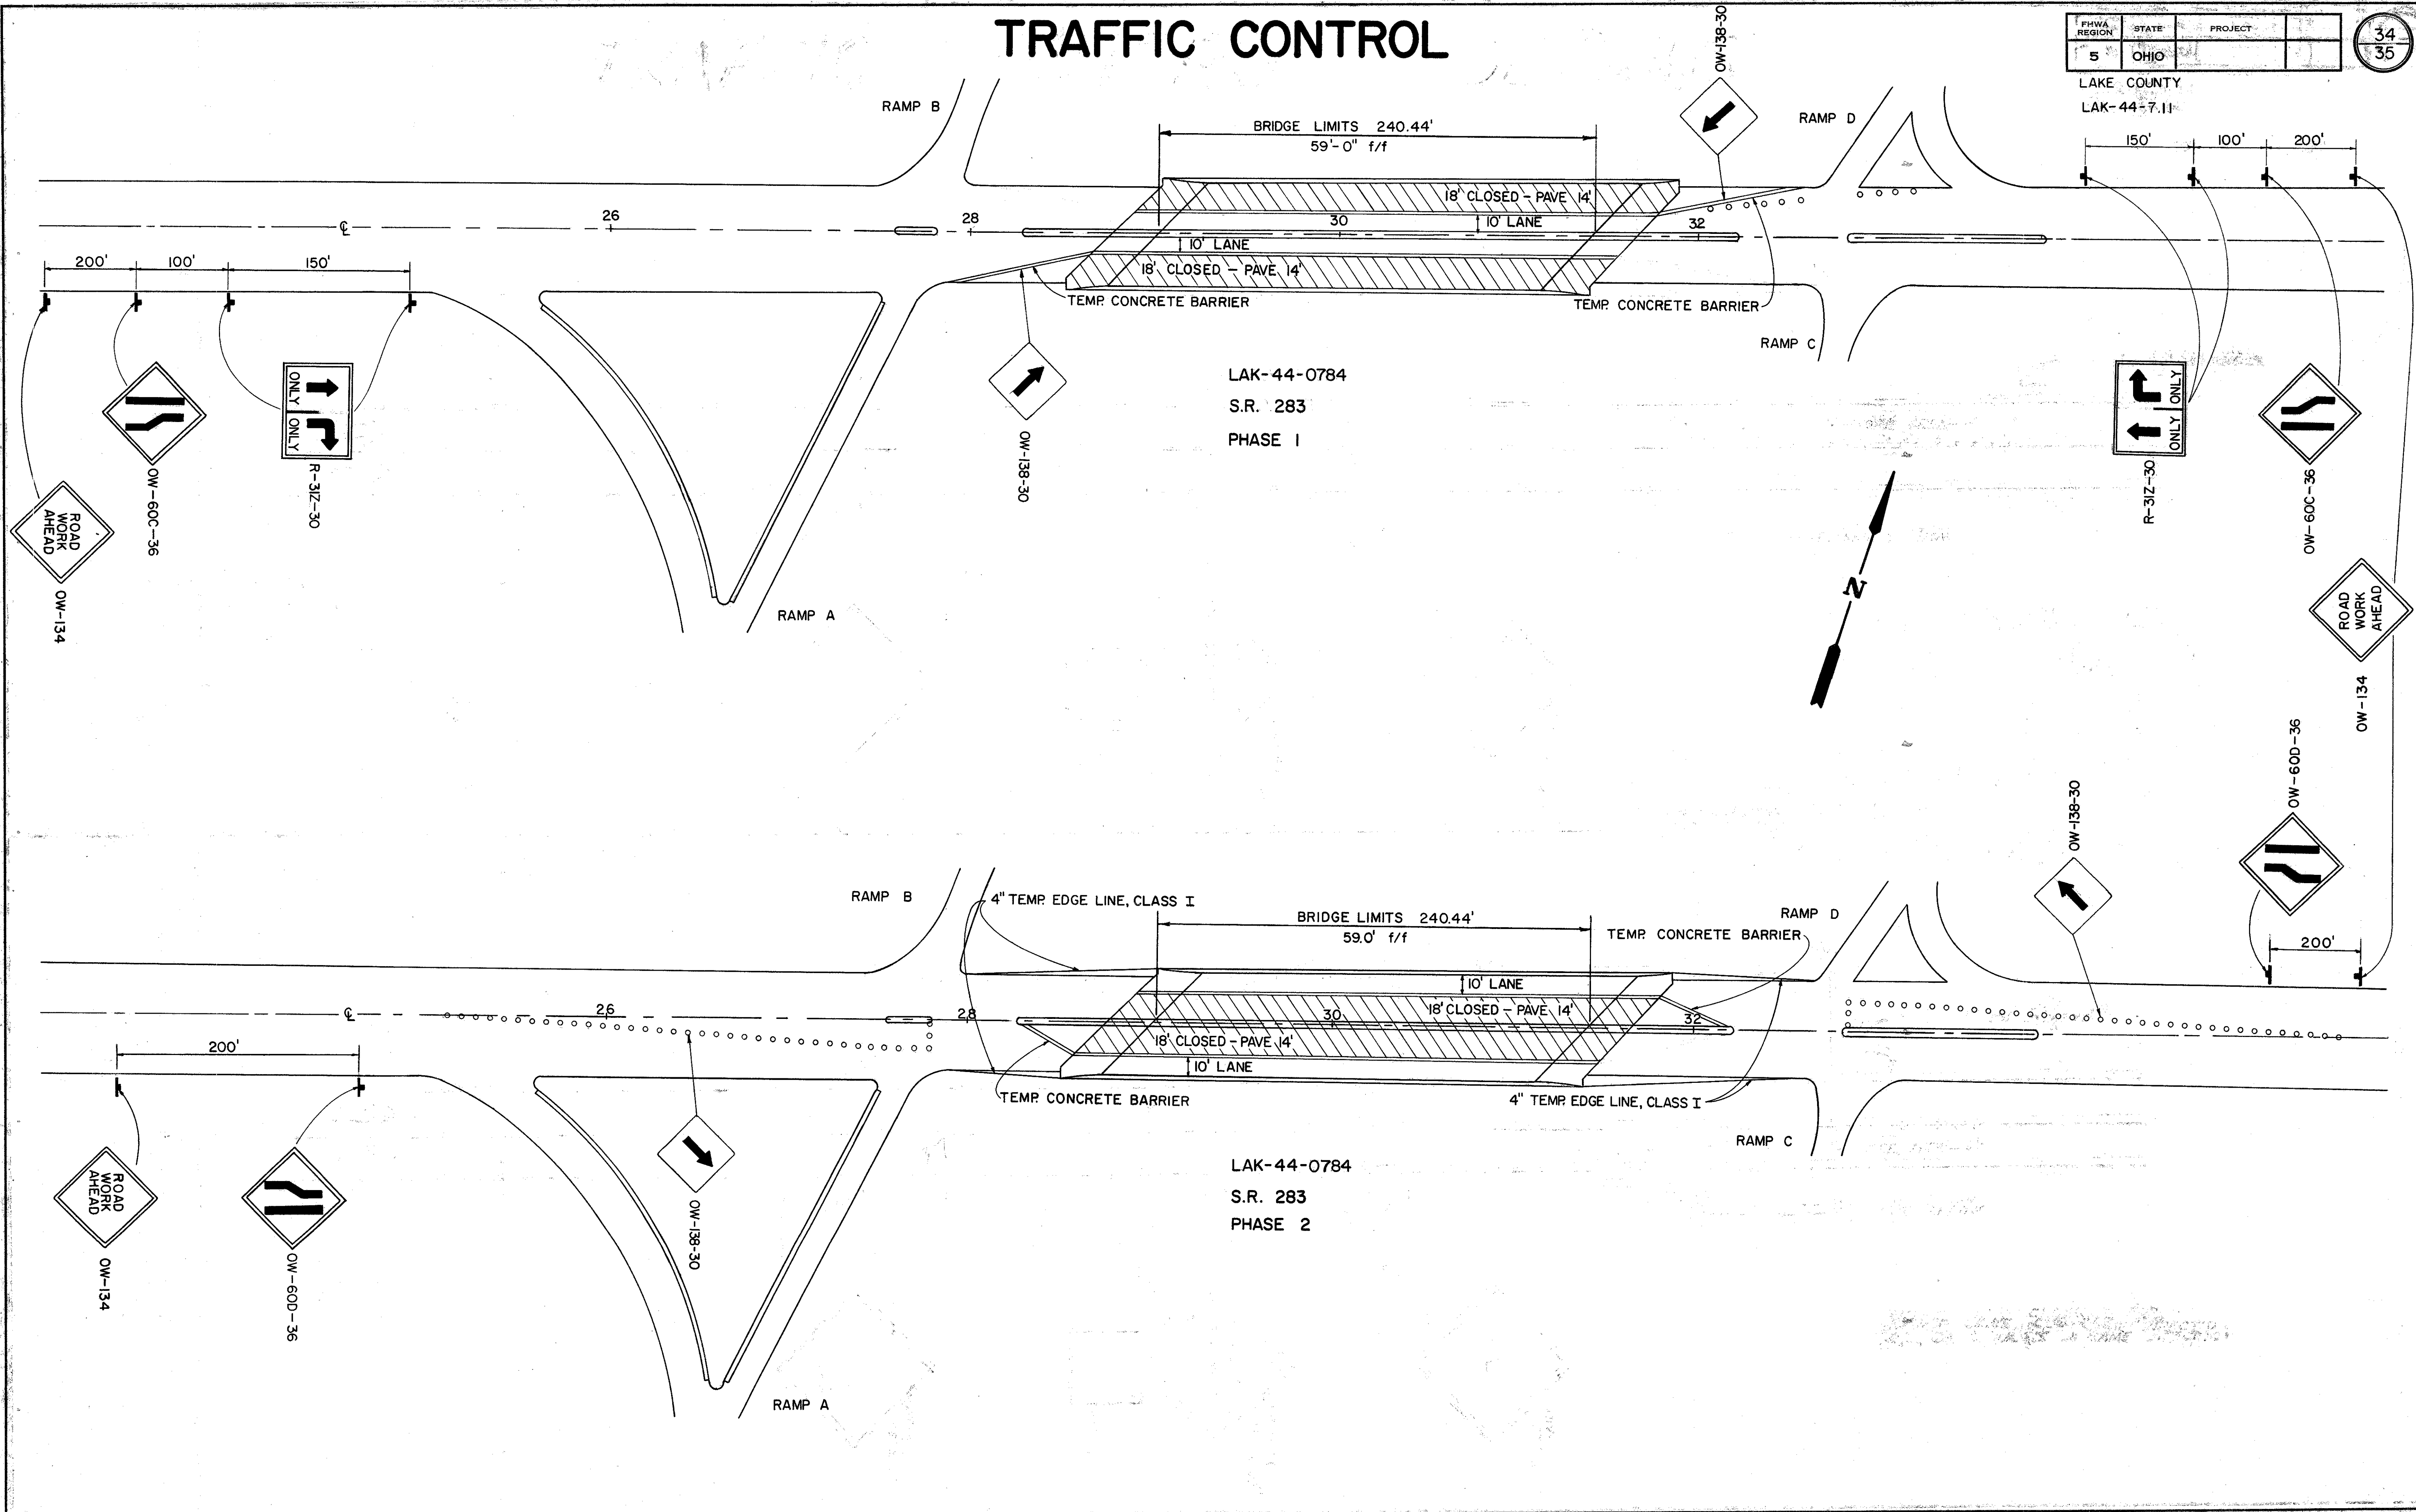 TRAFFIC CONTROL
FHWA REGION STATE PROJECT
5 OHIO
34
35
LAKE COUNTY
LAK-44-7.11
RAMP B
BRIDGE LIMITS 240.44'
59'-0" f/f
OW-138-30
RAMP D
150' 100' 200'
18' CLOSED - PAVE 14'
26
28
30
10' LANE
32
℄
10' LANE
18' CLOSED - PAVE 14'
200' 100' 150'
TEMP. CONCRETE BARRIER
TEMP. CONCRETE BARRIER
RAMP C
ONLY
ONLY
R-31Z-30
OW-60C-36
ROAD
WORK
AHEAD
OW-134
OW-138-30
LAK-44-0784
S.R. 283
PHASE 1
ONLY
ONLY
R-31Z-30
OW-60C-36
N
ROAD
WORK
AHEAD
OW-134
RAMP A
OW-60D-36
OW-138-30
RAMP B
4" TEMP. EDGE LINE, CLASS I
BRIDGE LIMITS 240.44'
59.0' f/f
RAMP D
TEMP. CONCRETE BARRIER
200'
10' LANE
18' CLOSED - PAVE 14'
℄
26
28
30
32
18' CLOSED - PAVE 14'
10' LANE
200'
TEMP. CONCRETE BARRIER
4" TEMP. EDGE LINE, CLASS I
RAMP C
ROAD
WORK
AHEAD
OW-134
OW-60D-36
OW-138-30
LAK-44-0784
S.R. 283
PHASE 2
RAMP A